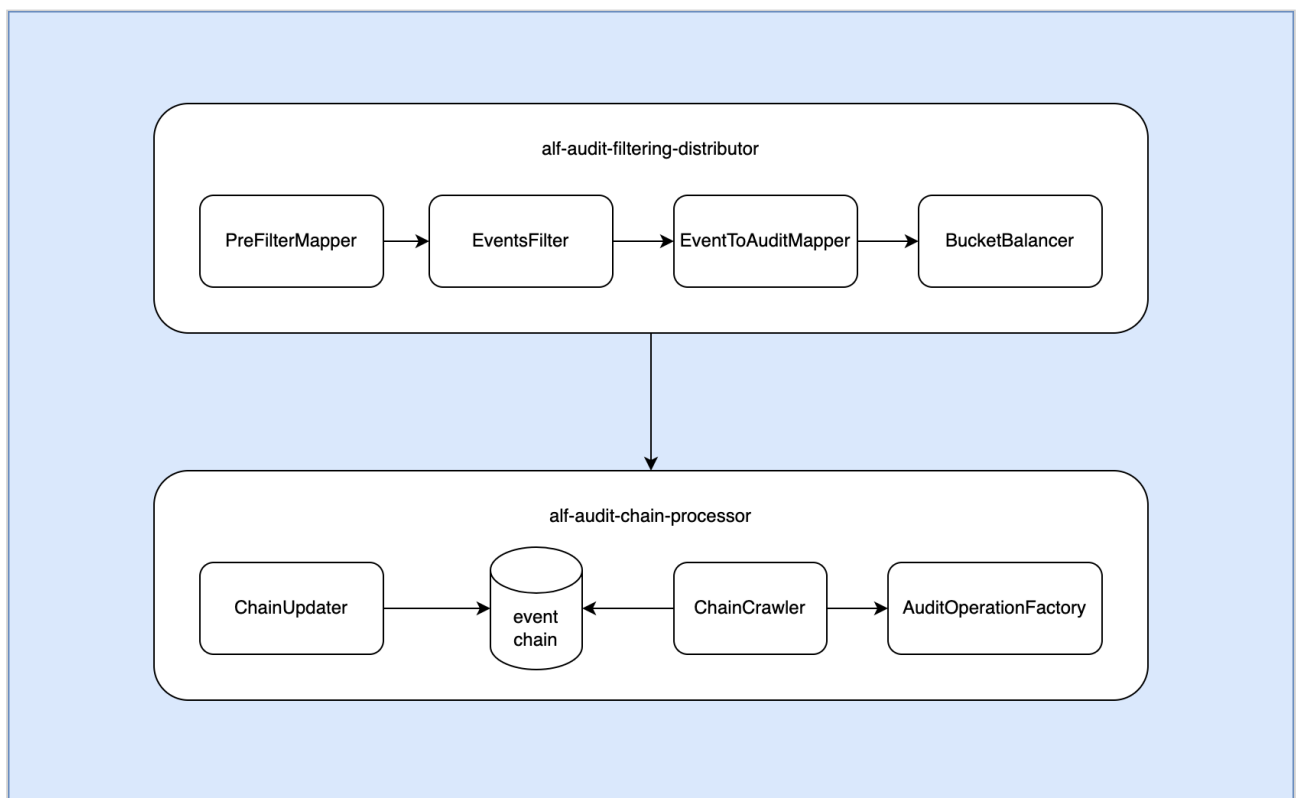 alf-audit-filtering-distributor
PreFilterMapper
EventsFilter
EventToAuditMapper
BucketBalancer
alf-audit-chain-processor
ChainUpdater
event
chain
ChainCrawler
AuditOperationFactory